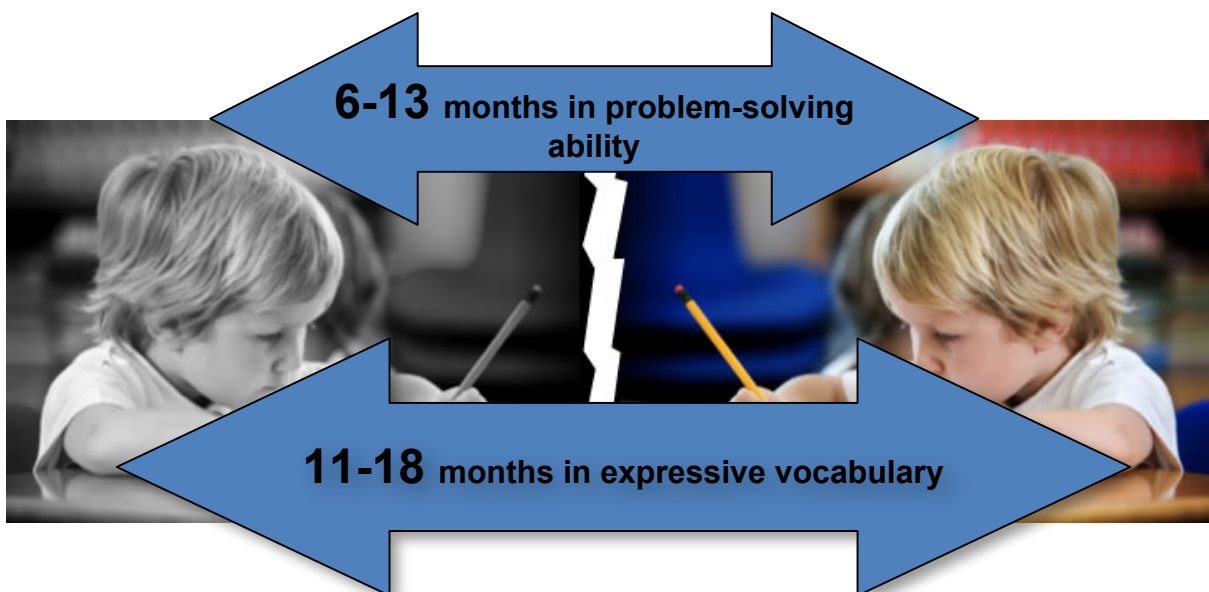 6-13 months in problem-solving
ability
11-18 months in expressive vocabulary